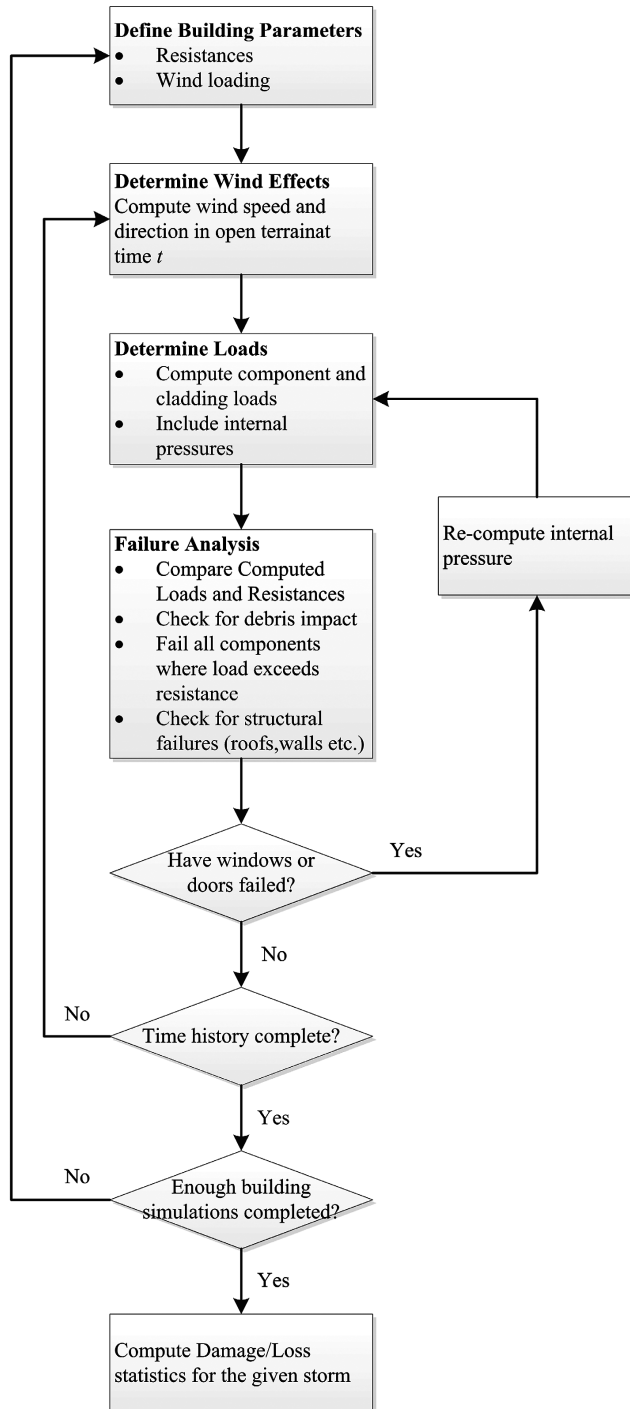 Define Building Parameters
• Resistances
• Wind loading
Determine Wind Effects
Compute wind speed and
direction in open terrainat
time t
Determine Loads
• Compute component and
cladding loads
• Include internal
pressures
Re-compute internal
pressure
Failure Analysis
• Compare Computed
Loads and Resistances
• Check for debris impact
• Fail all components
where load exceeds
resistance
• Check for structural
failures (roofs,walls etc.)
Have windows or
doors failed?
Yes
No
Time history complete?
No
Yes
Enough building
simulations completed?
No
Yes
Compute Damage/Loss
statistics for the given storm